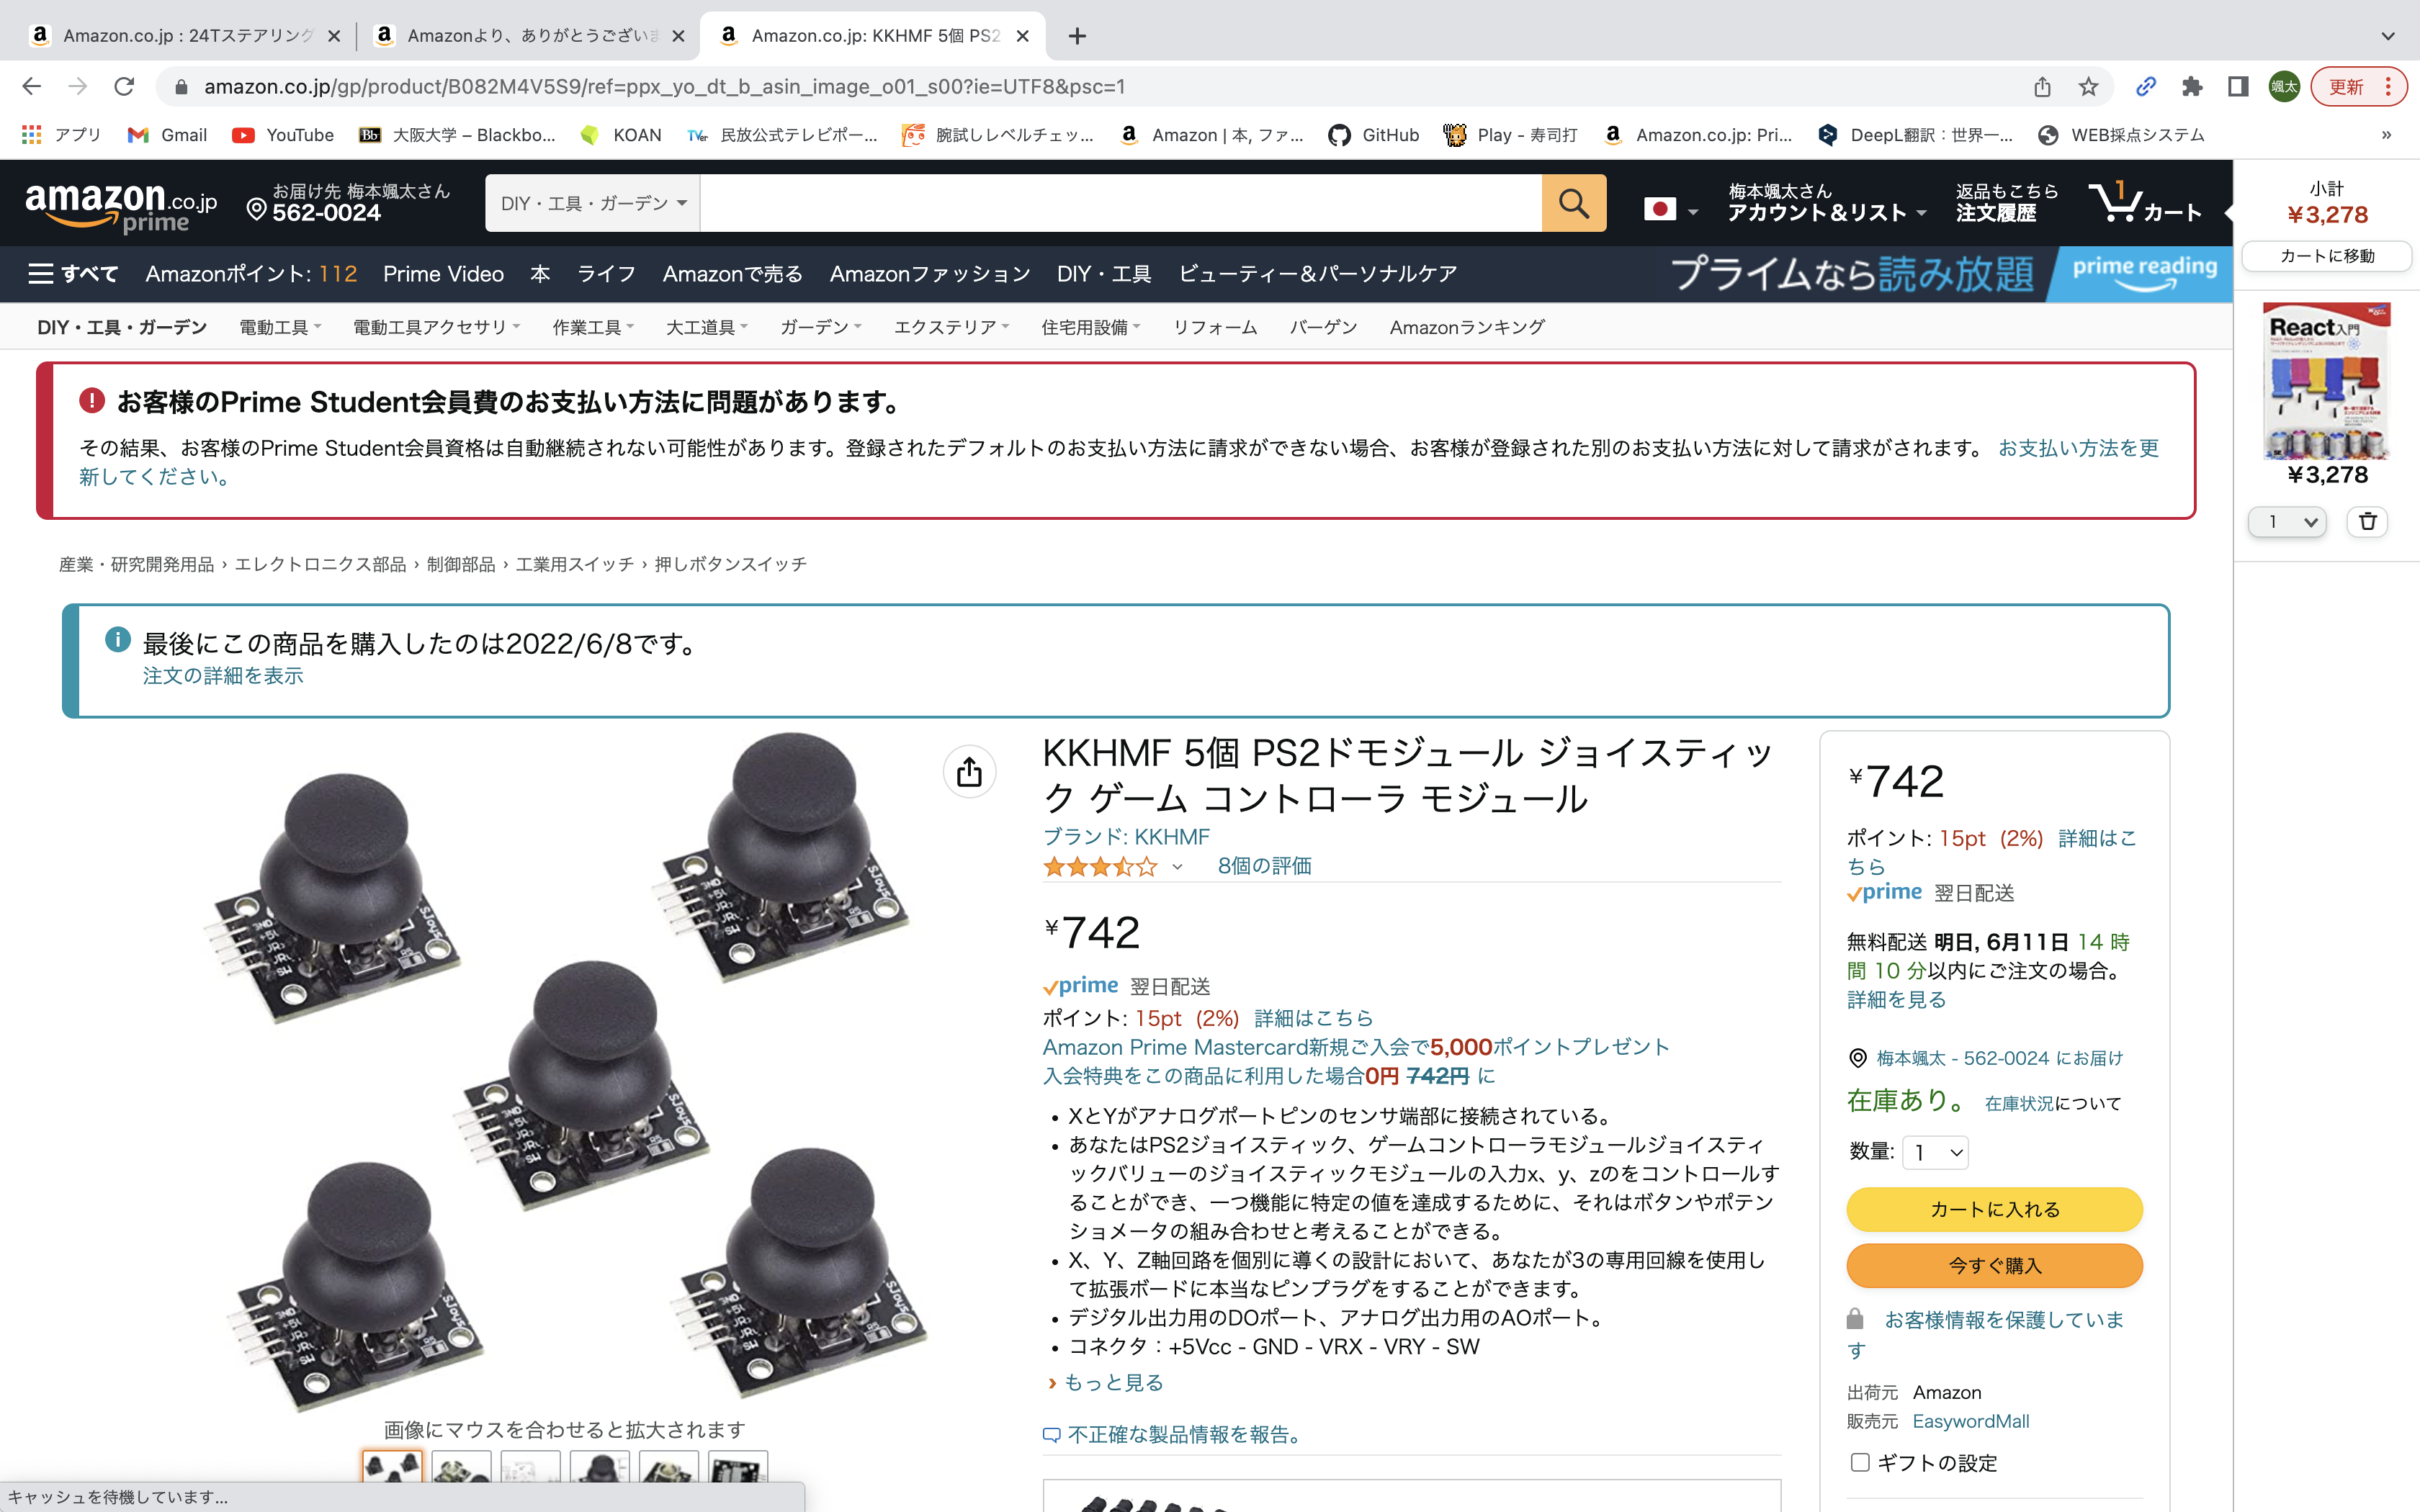 Amazon.co.jp : 24Tステアリング
Amazonより、ありがとうござい
Amazon.co.jp: KKHMF 5個 PS2
amazon.co.jp/gp/product/B082M4V5S9/ref=ppx_yo_dt_b_asin_image_o01_s00?ie=UTF8&psc=1
颯太
更新
アプリ
Gmail
YouTube
Bb 大阪大学 – Blackbo...
KOAN
TVer 民放公式テレビポー...
腕試しレベルチェッ...
Amazon | 本, ファ...
GitHub
Play - 寿司打
Amazon.co.jp: Pri...
DeepL翻訳：世界一...
WEB採点システム
»
amazon.co.jp
prime
お届け先 梅本颯太さん
562-0024
DIY・工具・ガーデン
梅本颯太さん
アカウント＆リスト
返品もこちら
注文履歴
1
カート
すべて
Amazonポイント: 112
Prime Video
本
ライフ
Amazonで売る
Amazonファッション
DIY・工具
ビューティー＆パーソナルケア
プライムなら読み放題
prime reading
DIY・工具・ガーデン
電動工具
電動工具アクセサリ
作業工具
大工道具
ガーデン
エクステリア
住宅用設備
リフォーム
バーゲン
Amazonランキング
小計
¥3,278
カートに移動
React入門
¥3,278
1
お客様のPrime Student会員費のお支払い方法に問題があります。
その結果、お客様のPrime Student会員資格は自動継続されない可能性があります。登録されたデフォルトのお支払い方法に請求ができない場合、お客様が登録された別のお支払い方法に対して請求がされます。 お支払い方法を更
新してください。
産業・研究開発用品 › エレクトロニクス部品 › 制御部品 › 工業用スイッチ › 押しボタンスイッチ
最後にこの商品を購入したのは2022/6/8です。
注文の詳細を表示
KKHMF 5個 PS2ドモジュール ジョイスティッ
ク ゲーム コントローラ モジュール
ブランド: KKHMF
8個の評価
¥742
prime 翌日配送
ポイント: 15pt (2%) 詳細はこちら
Amazon Prime Mastercard新規ご入会で5,000ポイントプレゼント
入会特典をこの商品に利用した場合0円 742円 に
• XとYがアナログポートピンのセンサ端部に接続されている。
• あなたはPS2ジョイスティック、ゲームコントローラモジュールジョイスティ
ックバリューのジョイスティックモジュールの入力x、y、zのをコントロールす
ることができ、一つ機能に特定の値を達成するために、それはボタンやポテン
ショメータの組み合わせと考えることができる。
• X、Y、Z軸回路を個別に導くの設計において、あなたが3の専用回線を使用し
て拡張ボードに本当なピンプラグをすることができます。
• デジタル出力用のDOポート、アナログ出力用のAOポート。
• コネクタ：+5Vcc - GND - VRX - VRY - SW
› もっと見る
不正確な製品情報を報告。
画像にマウスを合わせると拡大されます
¥742
ポイント: 15pt (2%) 詳細はこ
ちら
prime 翌日配送
無料配送 明日, 6月11日 14 時
間 10 分以内にご注文の場合。
詳細を見る
梅本颯太 - 562-0024 にお届け
在庫あり。 在庫状況について
数量: 1
カートに入れる
今すぐ購入
お客様情報を保護していま
す
出荷元 Amazon
販売元 EasywordMall
ギフトの設定
キャッシュを待機しています...